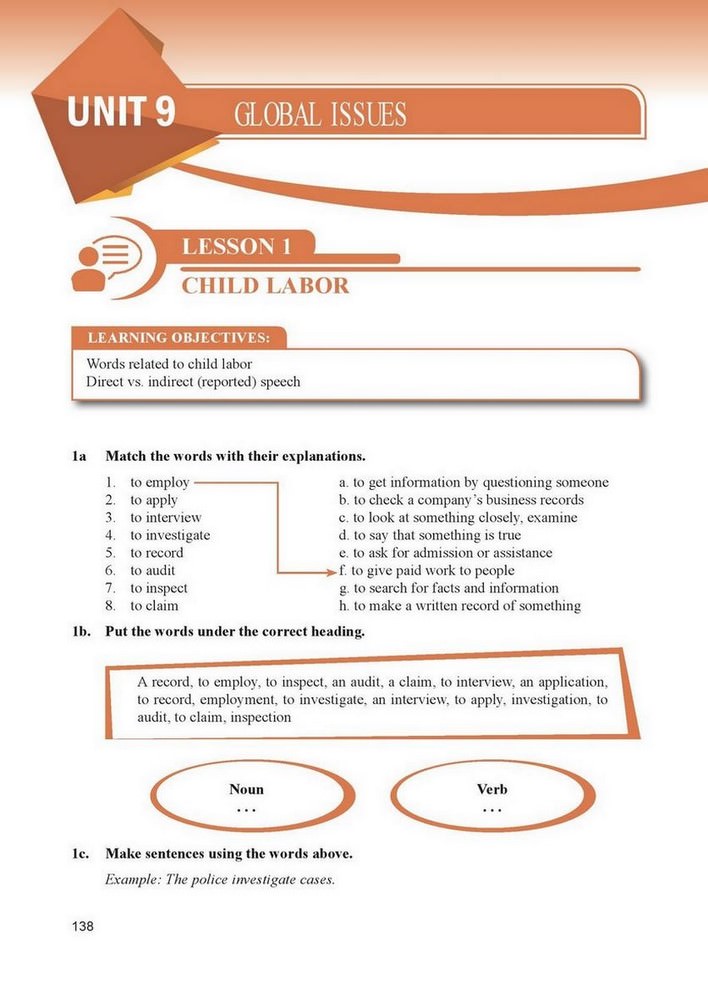 UNIT 9
GLOBAL ISSUES
LESSON 1
CHILD LABOR
LEARNING OBJECTIVES:
Words related to child labor
Direct vs. indirect (reported) speech
1a Match the words with their explanations.
1. to employ
2. to apply
3. to interview
4. to investigate
5. to record
6. to audit
7. to inspect
8. to claim
a. to get information by questioning someone
b. to check a company's business records
c. to look at something closely, examine
d. to say that something is true
e. to ask for admission or assistance
f. to give paid work to people
g. to search for facts and information
h. to make a written record of something
1b. Put the words under the correct heading.
A record, to employ, to inspect, an audit, a claim, to interview, an application,
to record, employment, to investigate, an interview, to apply, investigation, to
audit, to claim, inspection
Noun
. . .
Verb
. . .
1c. Make sentences using the words above.
Example: The police investigate cases.
138